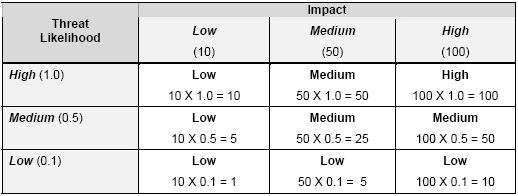 Threat Likelihood
Impact
Low
(10)
Medium
(50)
High
(100)
High (1.0)
Low
10 X 1.0 = 10
Medium
50 X 1.0 = 50
High
100 X 1.0 = 100
Medium (0.5)
Low
10 X 0.5 = 5
Medium
50 X 0.5 = 25
Medium
100 X 0.5 = 50
Low (0.1)
Low
10 X 0.1 = 1
Low
50 X 0.1 = 5
Low
100 X 0.1 = 10